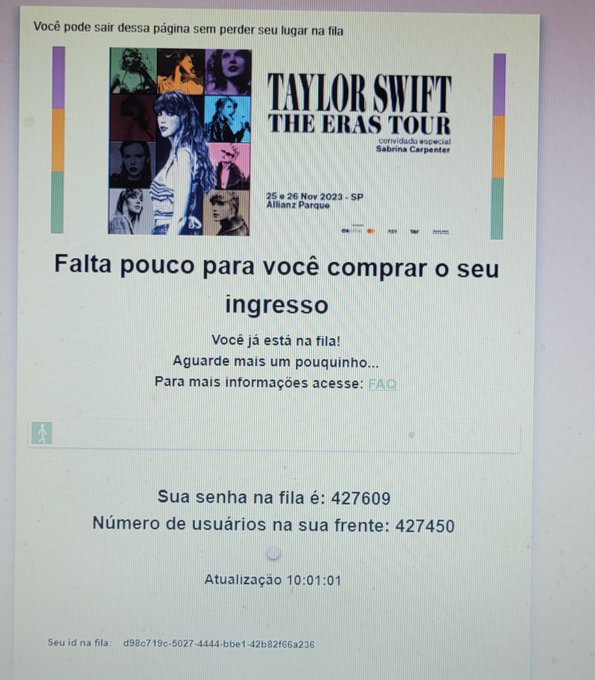 Você pode sair dessa página sem perder seu lugar na fila
TAYLOR SWIFT
THE ERAS TOUR
convidada especial
Sabrina Carpenter
25 e 26 Nov 2023 - SP
Allianz Parque
Falta pouco para você comprar o seu
ingresso
Você já está na fila!
Aguarde mais um pouquinho...
Para mais informações acesse: FAQ
Sua senha na fila é: 427609
Número de usuários na sua frente: 427450
Atualização 10:01:01
Seu id na fila: d98c719c-5027-4444-bbe1-42b82f66a236